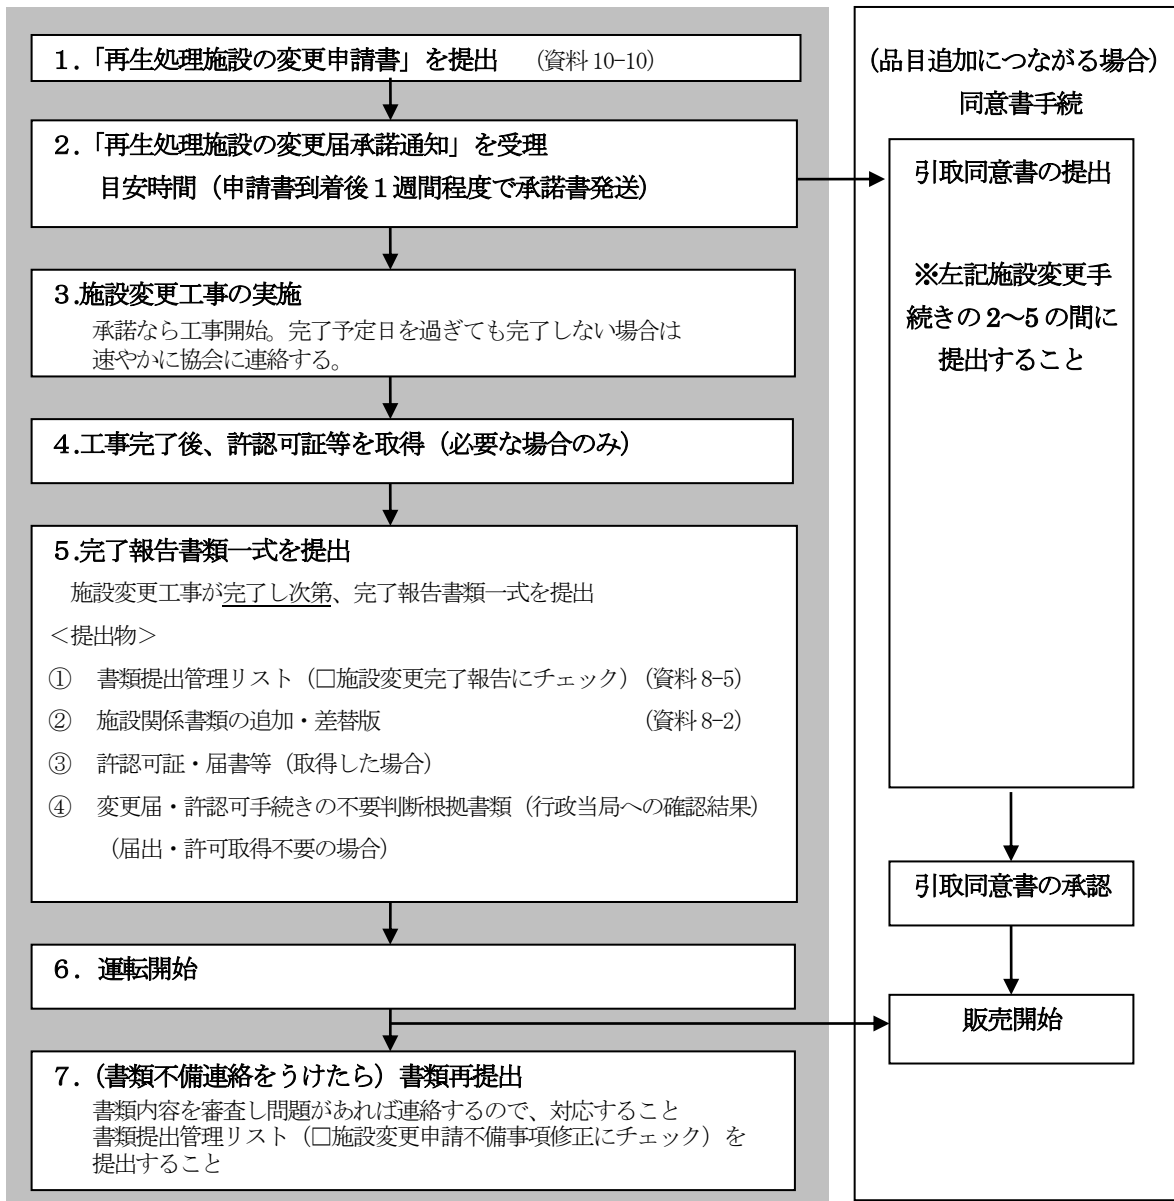 １．「再生処理施設の変更申請書」を提出　（資料 10-10）
２．「再生処理施設の変更届承諾通知」を受理
目安時間（申請書到着後１週間程度で承諾書発送）
３.施設変更工事の実施
承諾なら工事開始。完了予定日を過ぎても完了しない場合は
速やかに協会に連絡する。
４.工事完了後、許認可証等を取得（必要な場合のみ）
５.完了報告書類一式を提出
施設変更工事が完了し次第、完了報告書類一式を提出
＜提出物＞
①　書類提出管理リスト（□施設変更完了報告にチェック）（資料 8-5）
②　施設関係書類の追加・差替版　（資料 8-2）
③　許認可証・届書等（取得した場合）
④　変更届・許認可手続きの不要判断根拠書類（行政当局への確認結果）
（届出・許可取得不要の場合）
６．運転開始
７．（書類不備連絡をうけたら）書類再提出
書類内容を審査し問題があれば連絡するので、対応すること
書類提出管理リスト（□施設変更申請不備事項修正にチェック）を
提出すること
（品目追加につながる場合）
同意書手続
引取同意書の提出
※左記施設変更手
続きの 2～5 の間に
提出すること
引取同意書の承認
販売開始